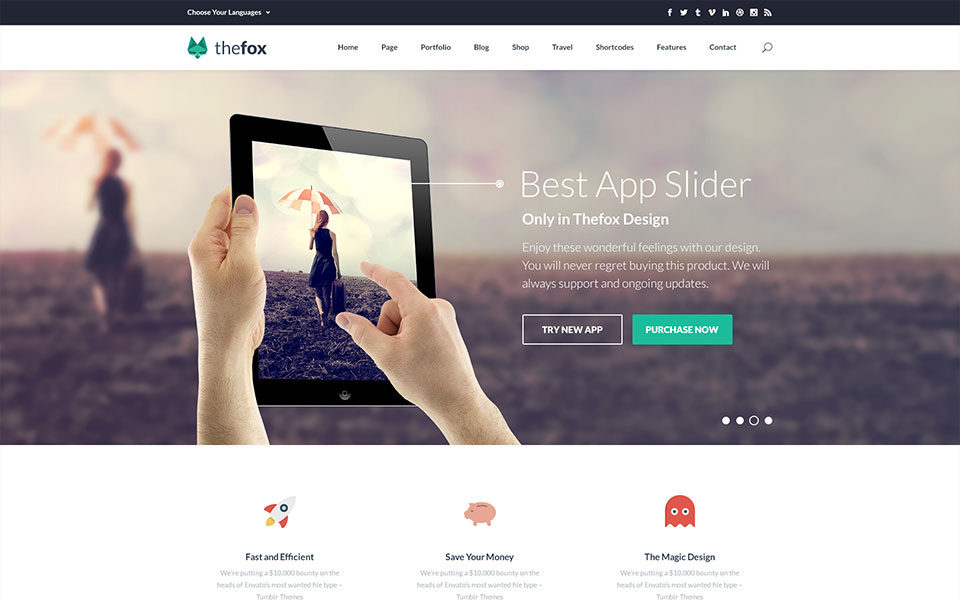 Choose Your Languages
thefox
Home Page Portfolio Blog Shop Travel Shortcodes Features Contact
Best App Slider
Only in Thefox Design
Enjoy these wonderful feelings with our design.
You will never regret buying this product. We will
always support and ongoing updates.
TRY NEW APP PURCHASE NOW
Fast and Efficient Save Your Money The Magic Design
We're putting a $10,000 bounty on the We're putting a $10,000 bounty on the We're putting a $10,000 bounty on the
heads of Envato's most wanted file type – heads of Envato's most wanted file type – heads of Envato's most wanted file type –
Tumblr Themes Tumblr Themes Tumblr Themes